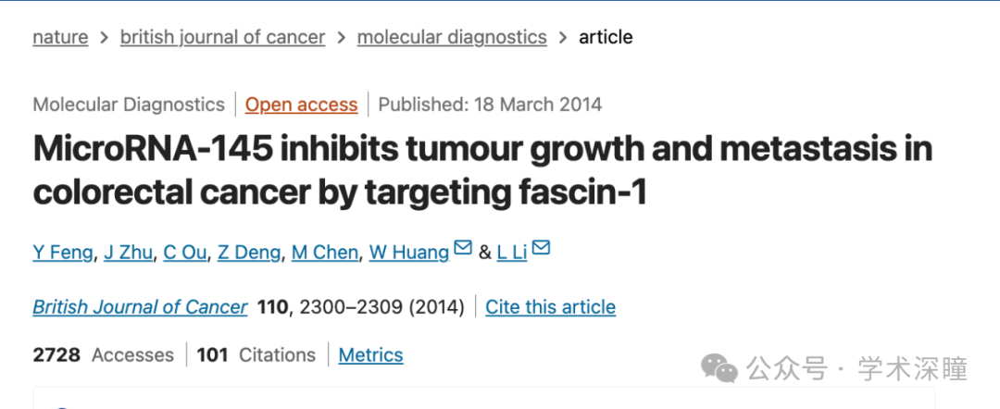 nature > british journal of cancer > molecular diagnostics > article
Molecular Diagnostics | Open access | Published: 18 March 2014
MicroRNA-145 inhibits tumour growth and metastasis in
colorectal cancer by targeting fascin-1
Y Feng, J Zhu, C Ou, Z Deng, M Chen, W Huang & L Li
British Journal of Cancer 110, 2300–2309 (2014) | Cite this article
2728 Accesses | 101 Citations | Metrics
公众号 · 学术深瞳